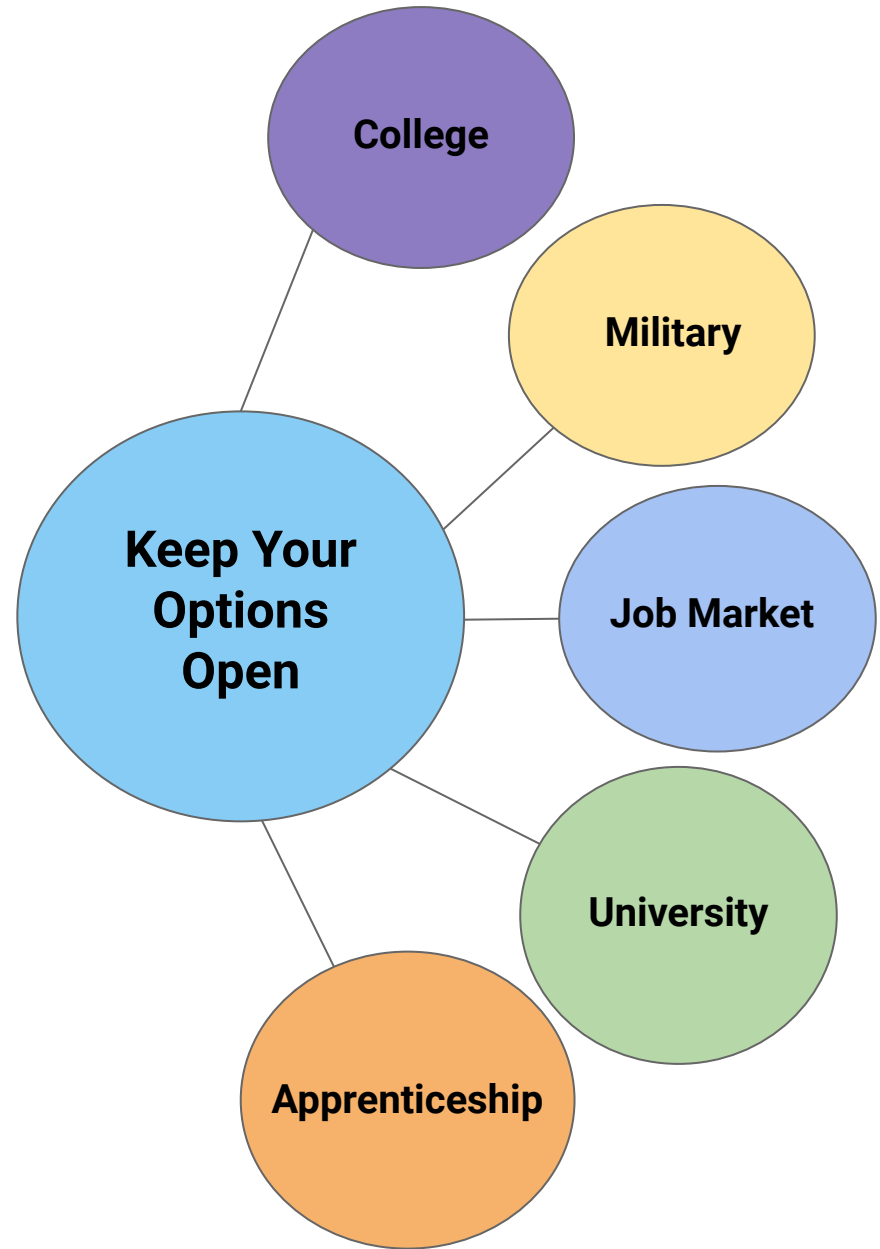 College
Military
Keep Your
Options
Open
Job Market
University
Apprenticeship